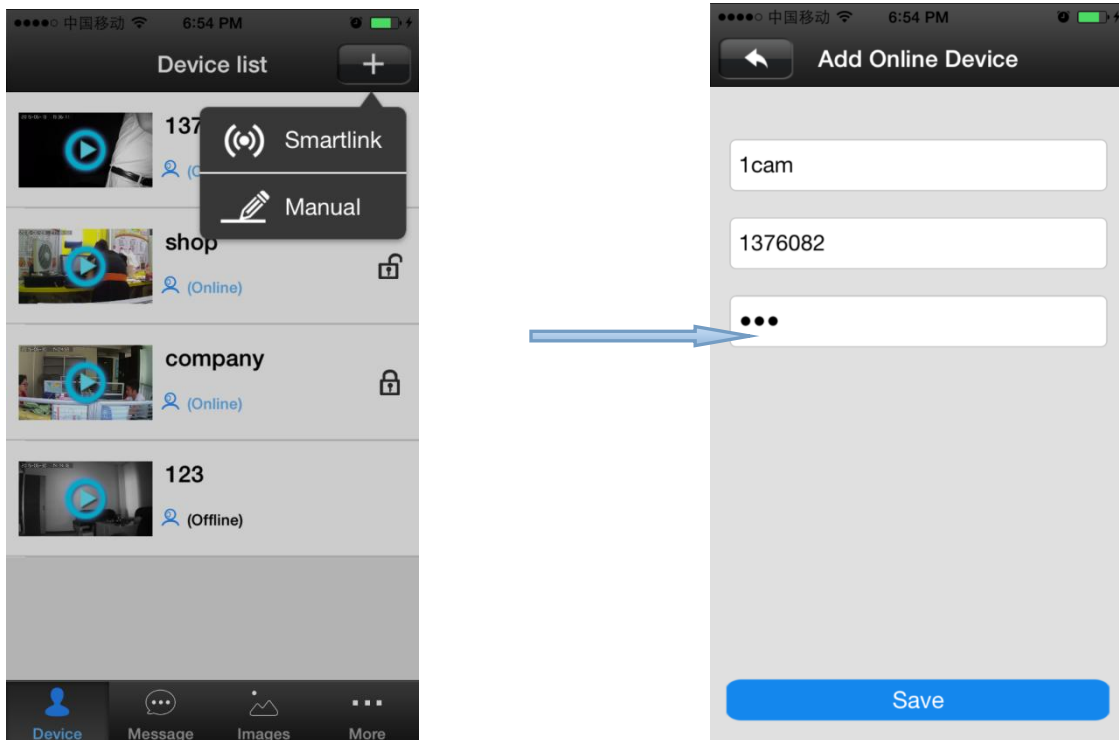 中国移动 6:54 PM
Device list
+
Smartlink
Manual
137
shop
(Online)
company
(Online)
123
(Offline)
Device Message Images More
中国移动 6:54 PM
Add Online Device
1cam
1376082
•••
Save